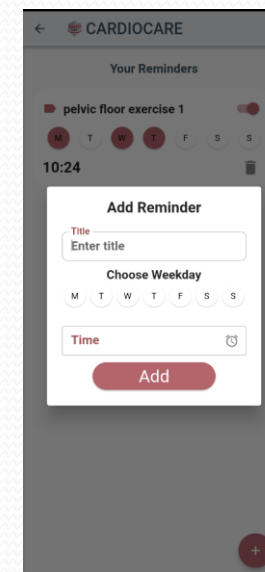 CARDIOCARE
Your Reminders
pelvic floor exercise 1
M T W T F S S
10:24
Add Reminder
Title
Enter title
Choose Weekday
M T W T F S S
Time
Add
+